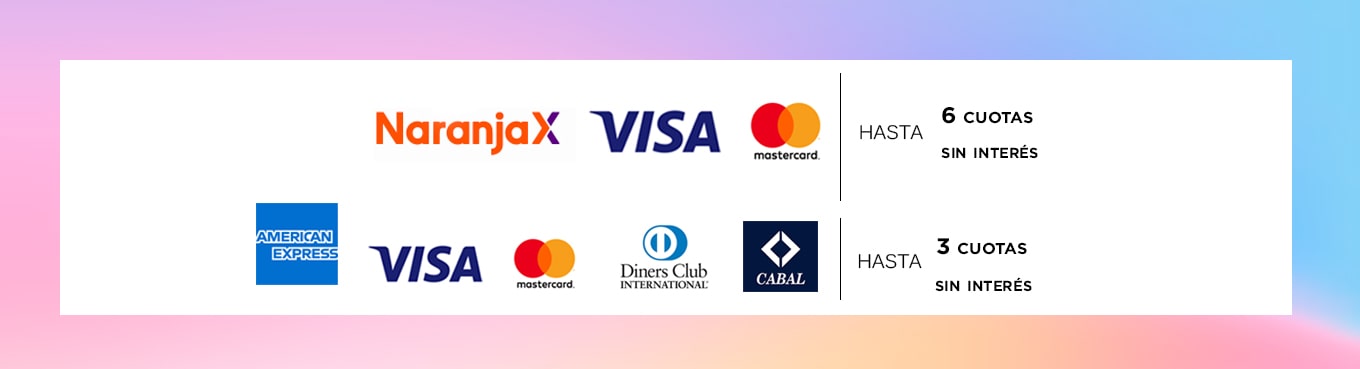 NaranjaX VISA mastercard. HASTA 6 CUOTAS
SIN INTERÉS
AMERICAN
EXPRESS
VISA mastercard. Diners Club
INTERNATIONAL®
CABAL
HASTA 3 CUOTAS
SIN INTERÉS